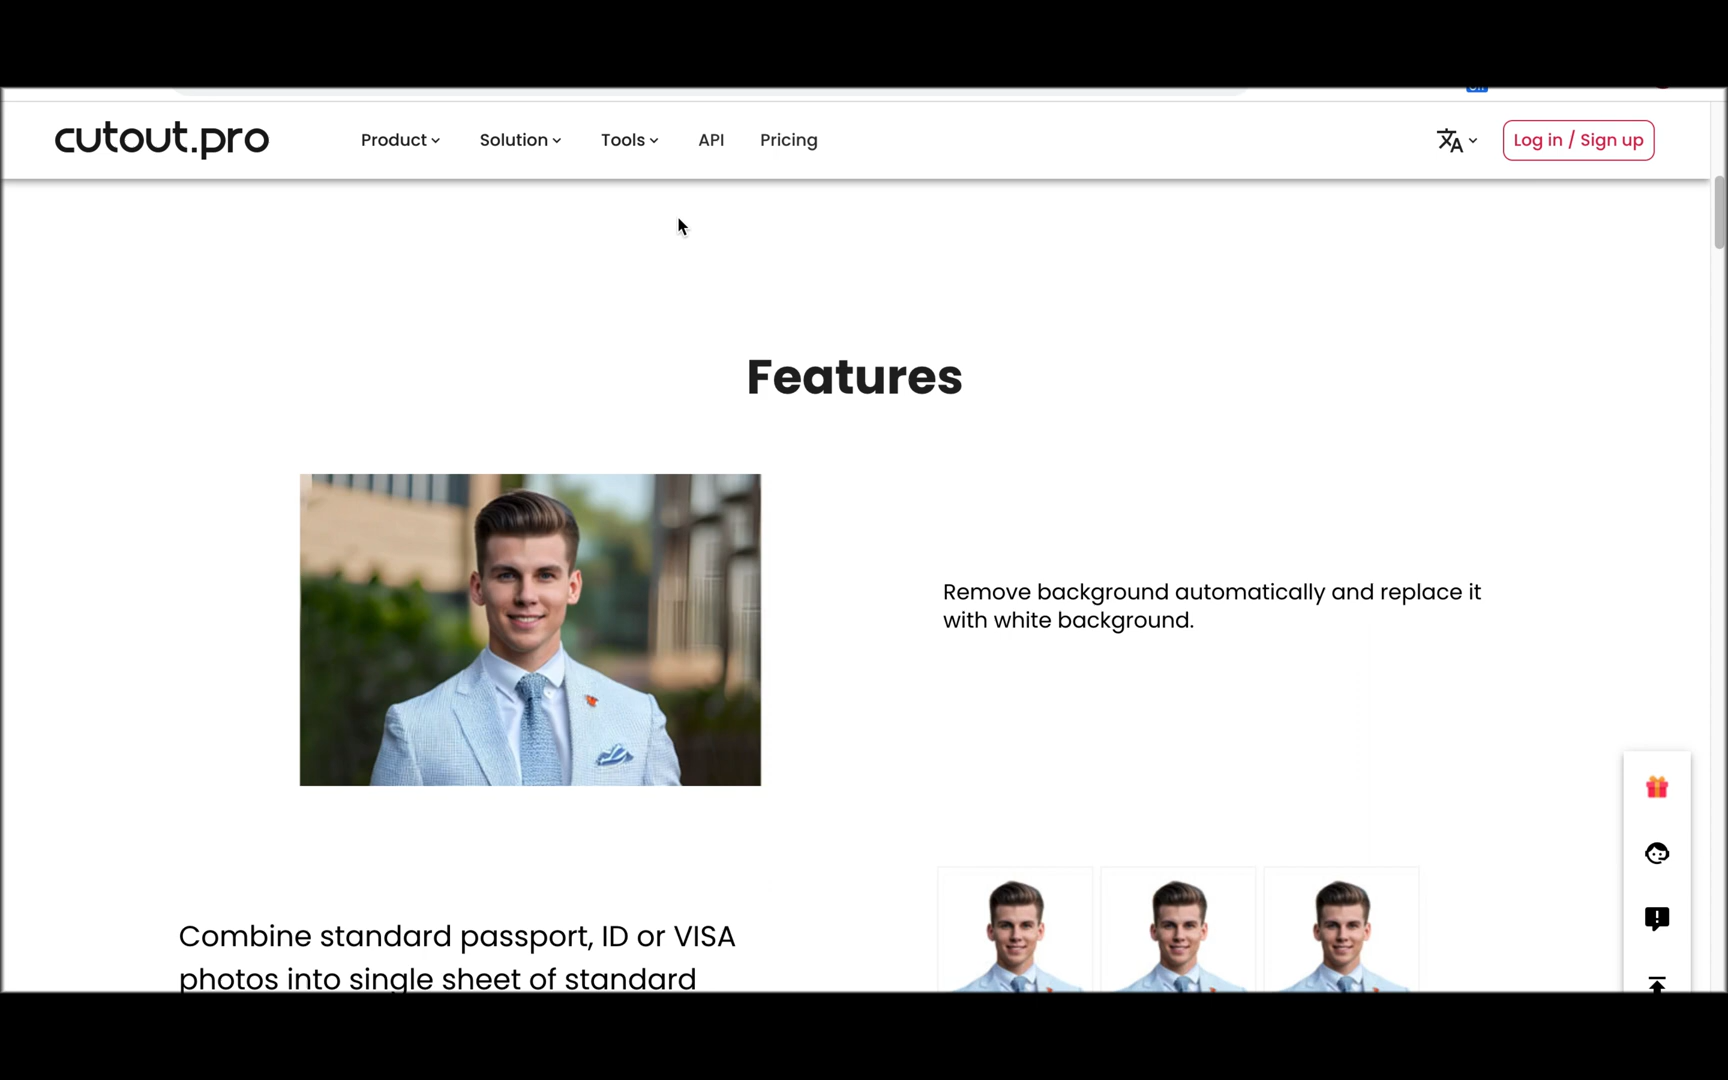 cutout.pro
Product
Solution
Tools
API
Pricing
Log in / Sign up
Features
Remove background automatically and replace it
with white background.
Combine standard passport, ID or VISA
photos into single sheet of standard